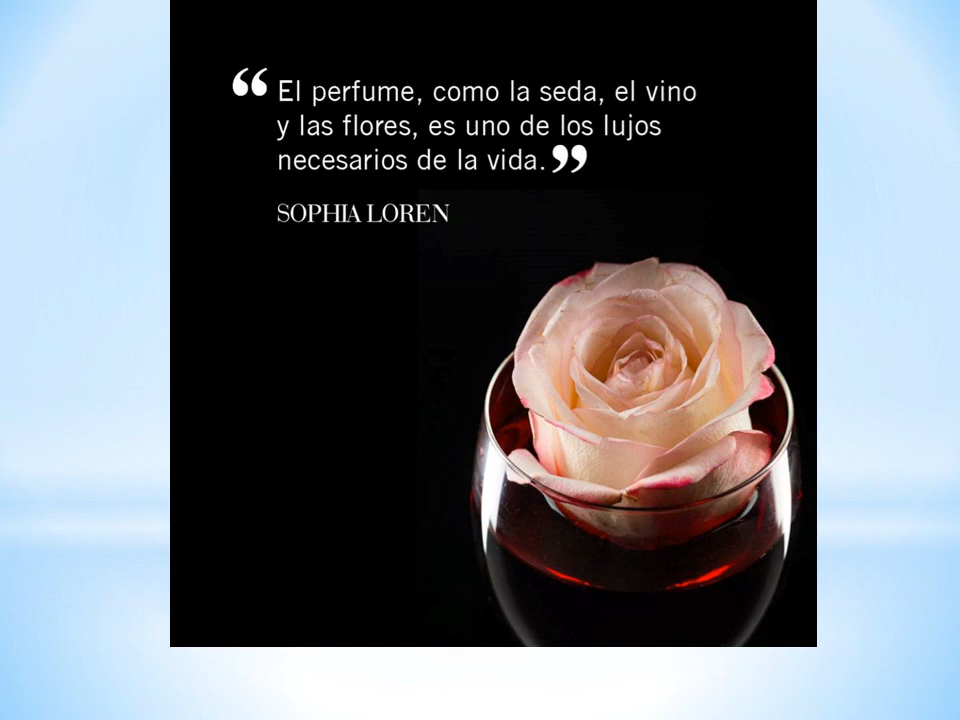 “El perfume, como la seda, el vino
y las flores, es uno de los lujos
necesarios de la vida.”
SOPHIA LOREN